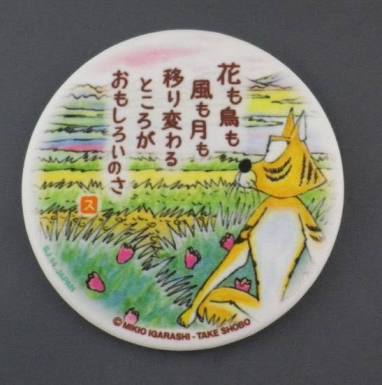 花も鳥も
風も月も
移り変わる
ところが
おもしろいのさ
ス
©MIKIO IGARASHI - TAKE SHOBO